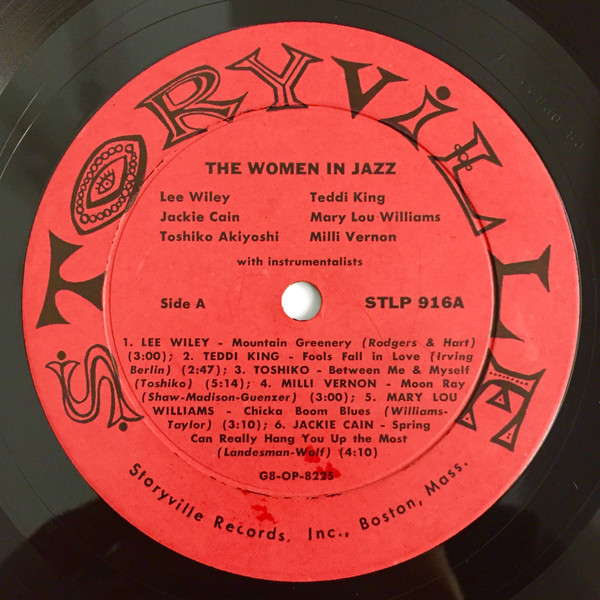 STORYVILLE
THE WOMEN IN JAZZ
Lee Wiley Teddi King
Jackie Cain Mary Lou Williams
Toshiko Akiyoshi Milli Vernon
with instrumentalists
Side A STLP 916A
1. LEE WILEY - Mountain Greenery (Rodgers & Hart)
(3:00); 2. TEDDI KING - Fools Fall in Love (Irving
Berlin) (2:47); 3. TOSHIKO - Between Me & Myself
(Toshiko) (5:14); 4. MILLI VERNON - Moon Ray
(Shaw-Madison-Guenzer) (3:00); 5. MARY LOU
WILLIAMS - Chicka Boom Blues (Williams-
Taylor) (3:10); 6. JACKIE CAIN - Spring
Can Really Hang You Up the Most
(Landesman-Wolf) (4:10)
G8-OP-8225
Storyville Records, Inc., Boston, Mass.